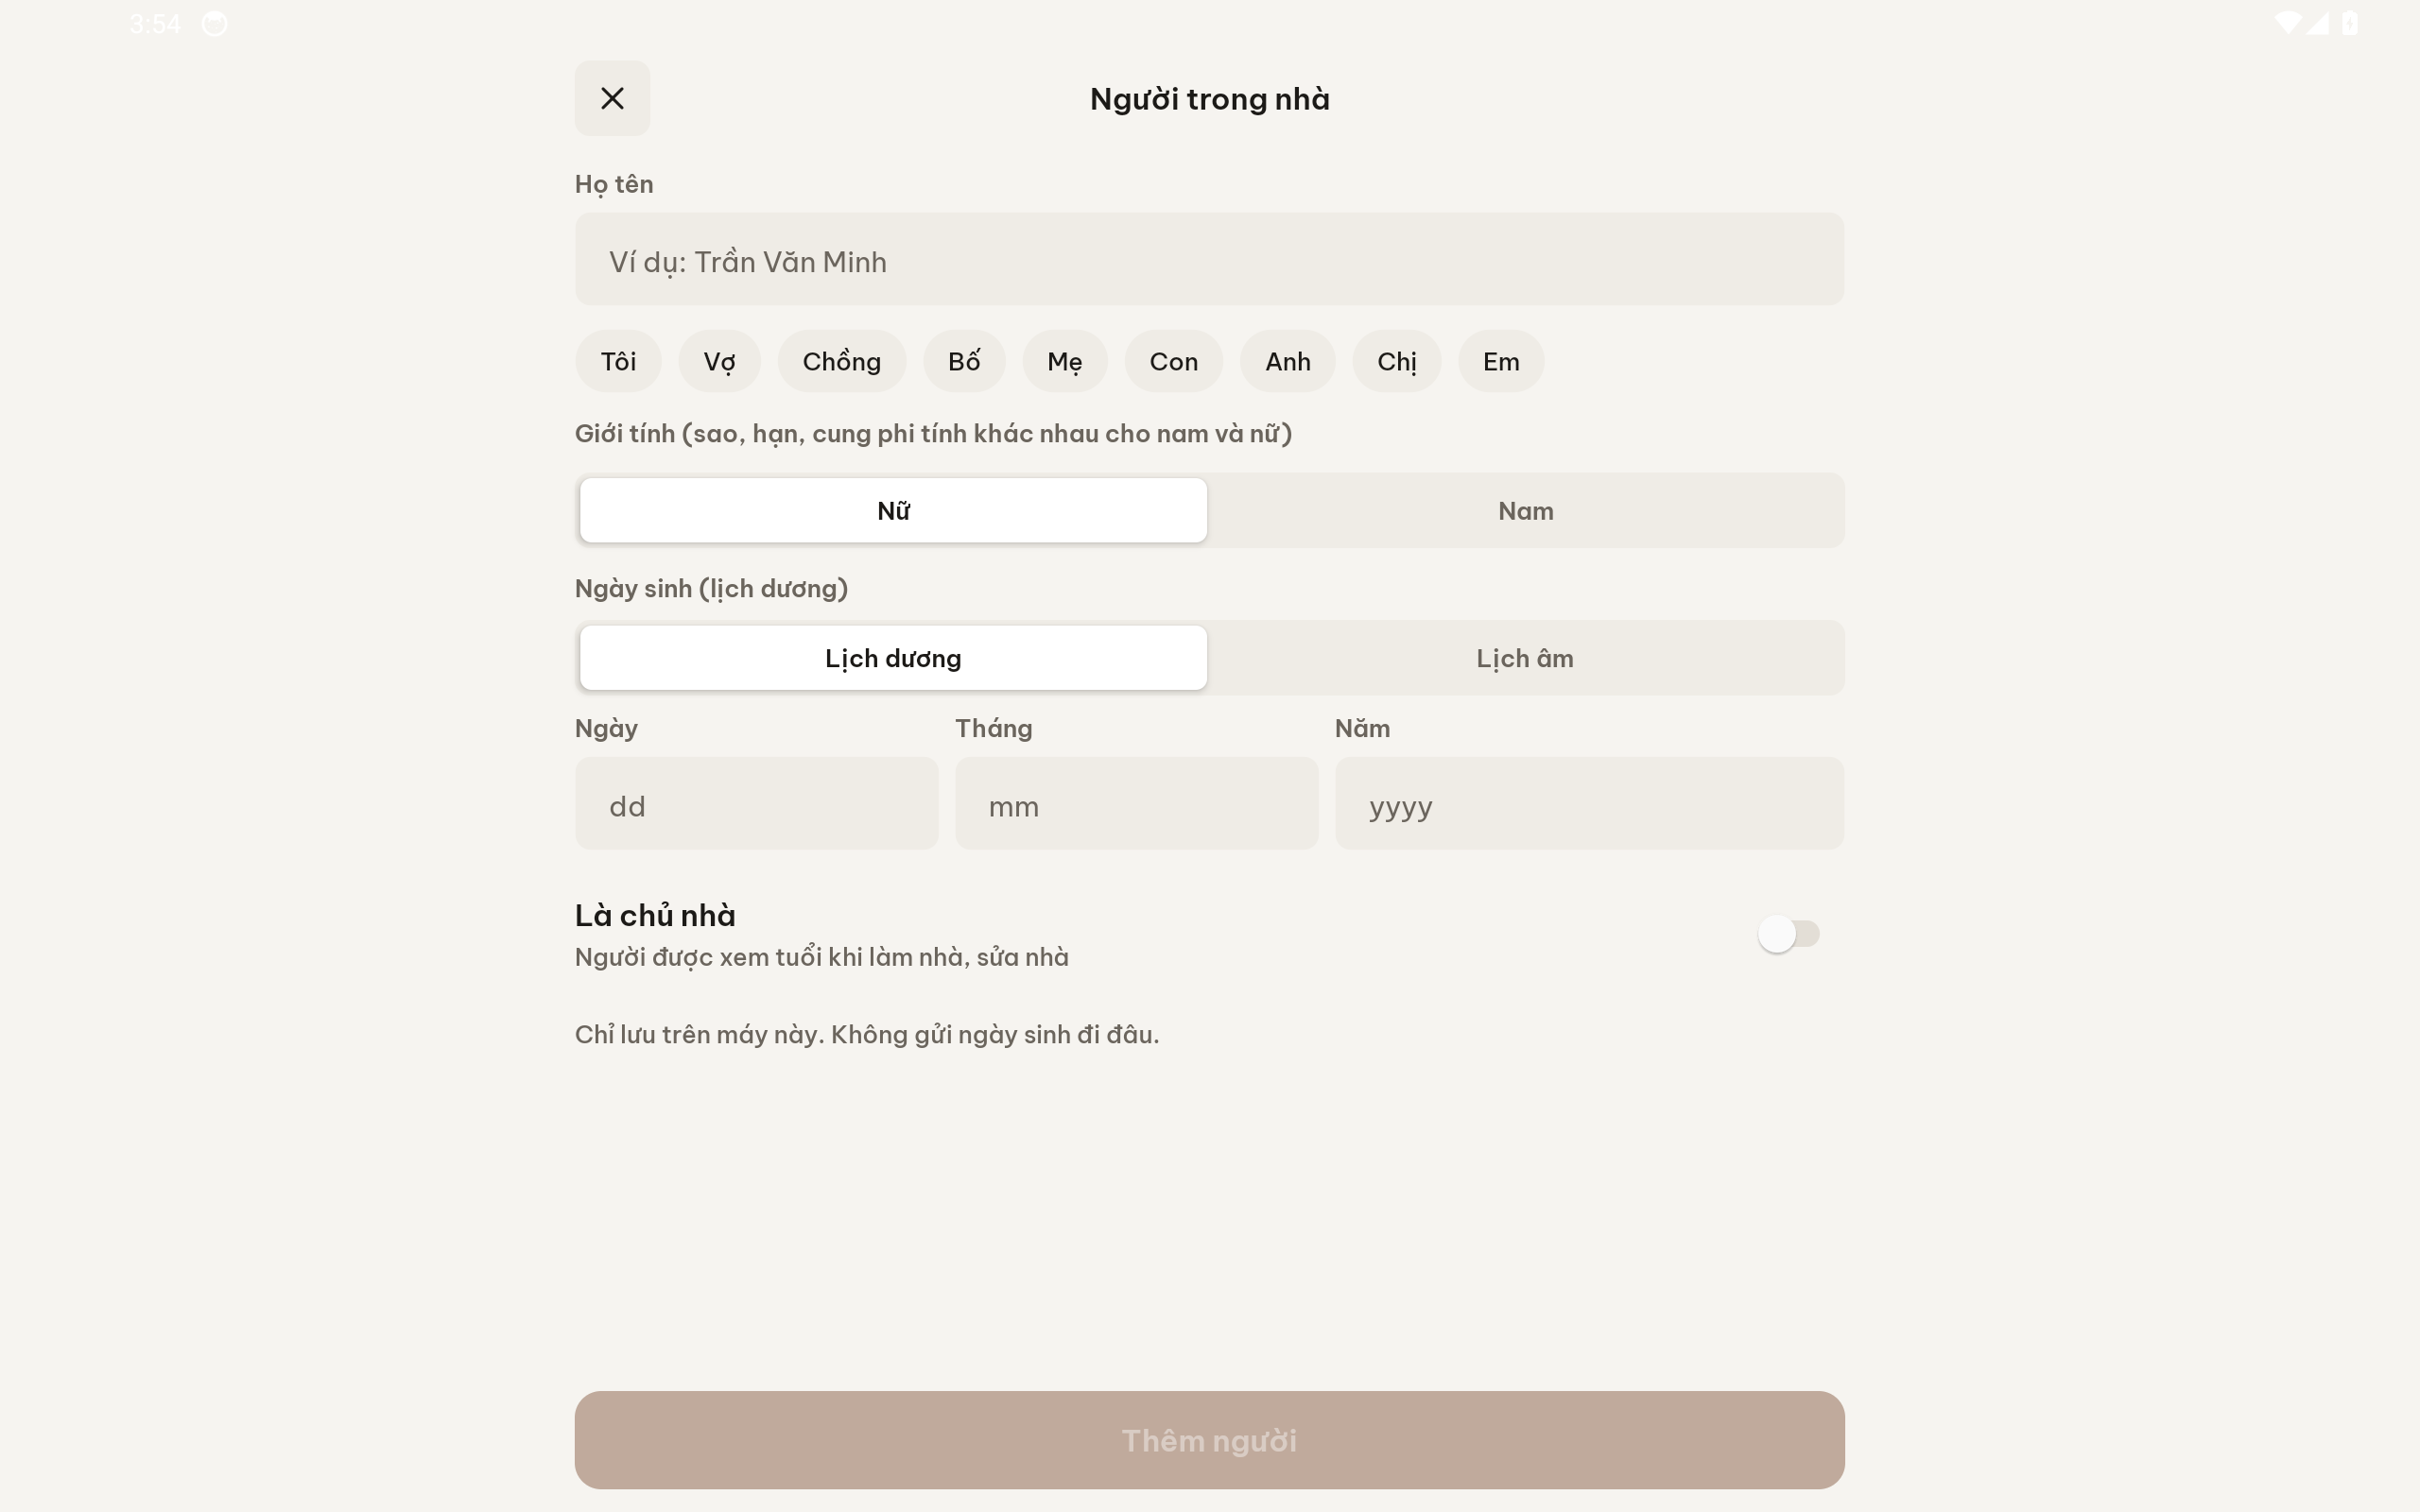 3:54
Người trong nhà
Họ tên
Ví dụ: Trần Văn Minh
Tôi Vợ Chồng Bố Mẹ Con Anh Chị Em
Giới tính (sao, hạn, cung phi tính khác nhau cho nam và nữ)
Nữ Nam
Ngày sinh (lịch dương)
Lịch dương Lịch âm
Ngày Tháng Năm
dd mm yyyy
Là chủ nhà
Người được xem tuổi khi làm nhà, sửa nhà
Chỉ lưu trên máy này. Không gửi ngày sinh đi đâu.
Thêm người